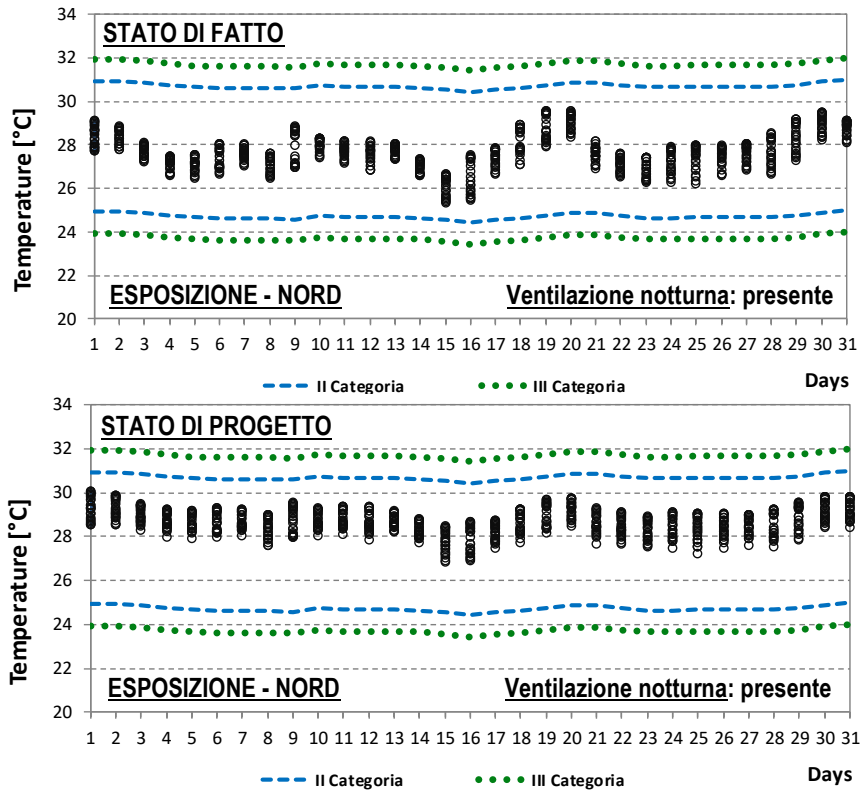 STATO DI FATTO
Temperature [°C]
34
32
30
28
26
24
22
20
ESPOSIZIONE - NORD
Ventilazione notturna: presente
1 2 3 4 5 6 7 8 9 10 11 12 13 14 15 16 17 18 19 20 21 22 23 24 25 26 27 28 29 30 31
II Categoria
III Categoria
Days
STATO DI PROGETTO
Temperature [°C]
34
32
30
28
26
24
22
20
ESPOSIZIONE - NORD
Ventilazione notturna: presente
1 2 3 4 5 6 7 8 9 10 11 12 13 14 15 16 17 18 19 20 21 22 23 24 25 26 27 28 29 30 31
II Categoria
III Categoria
Days